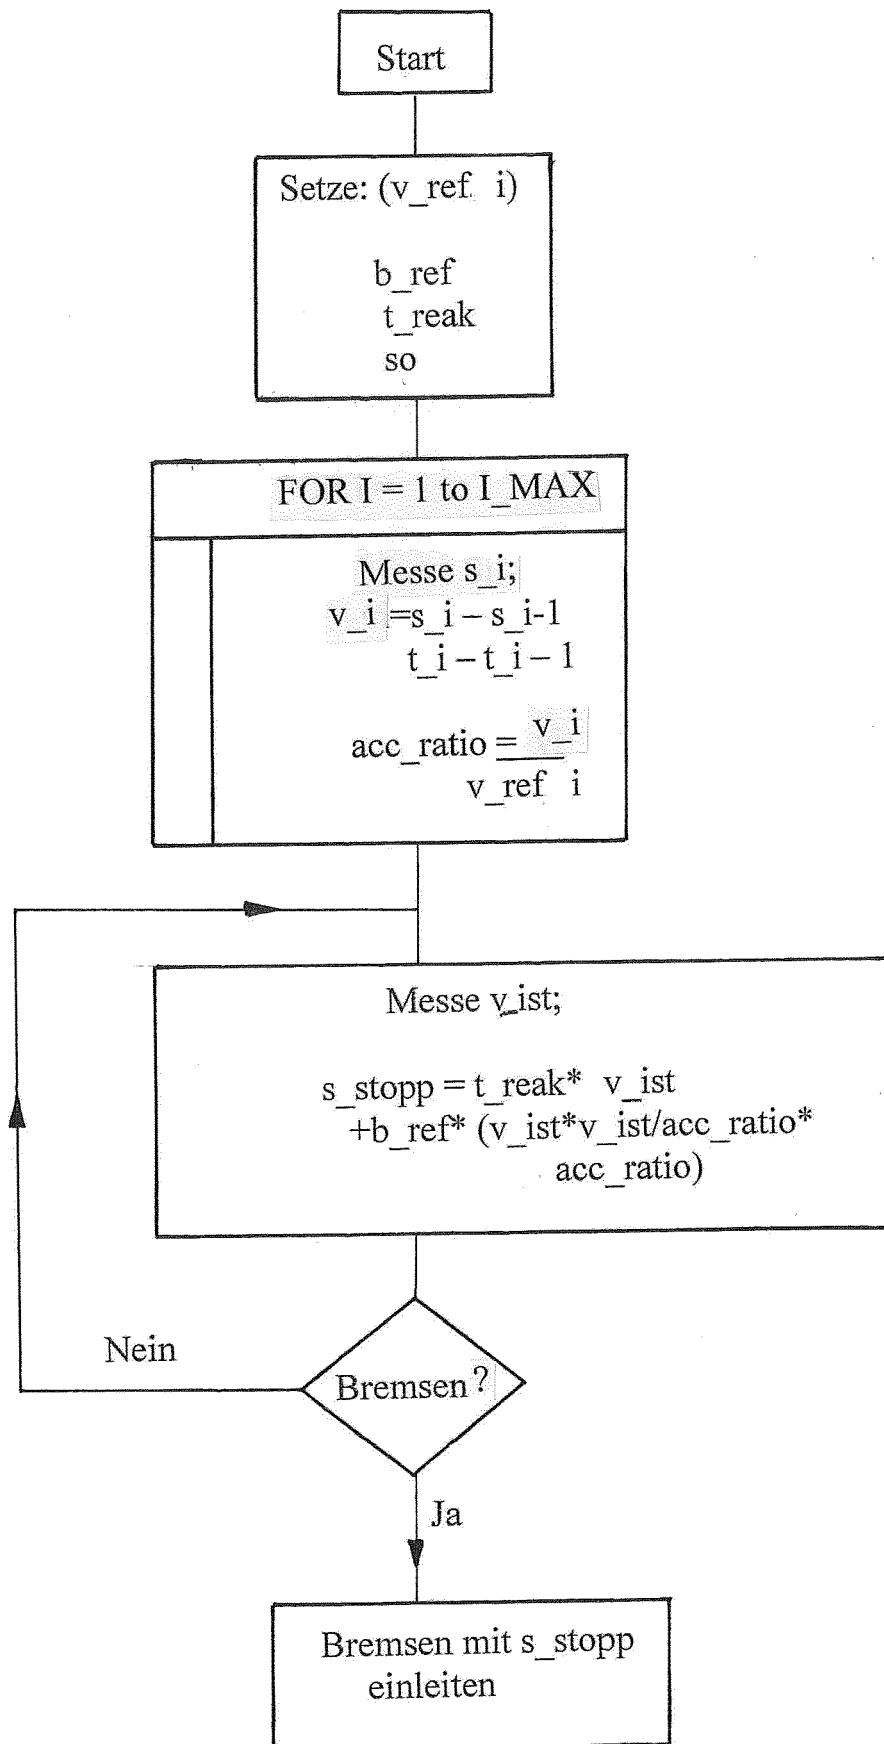 Start
Setze: (v_ref i)
b_ref
t_reak
so
FOR I = 1 to I_MAX
Messe s_i;
v_i =s_i – s_i-1
t_i – t_i – 1
acc_ratio = v_i
v_ref i
Messe v_ist;
s_stopp = t_reak* v_ist
+b_ref* (v_ist*v_ist/acc_ratio*
acc_ratio)
Nein
Bremsen?
Ja
Bremsen mit s_stopp
einleiten